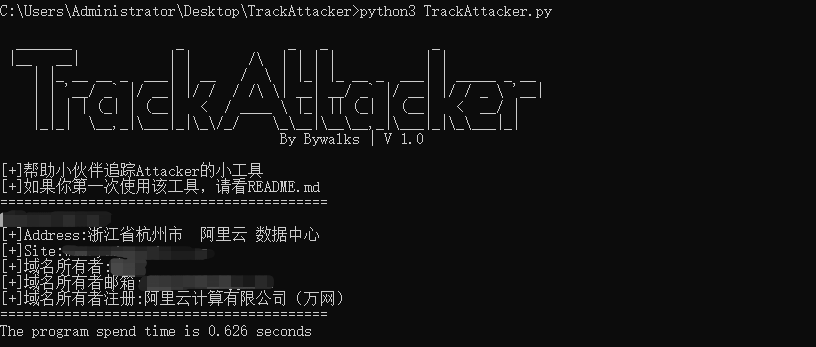 C:\Users\Administrator\Desktop\TrackAttacker>python3 TrackAttacker.py
TrackAttacker
By Bywalks | V 1.0
[+]帮助小伙伴追踪Attacker的小工具
[+]如果你第一次使用该工具，请看README.md
==========================================
[+]Address:浙江省杭州市  阿里云 数据中心
[+]Site:
[+]域名所有者:
[+]域名所有者邮箱:
[+]域名所有者注册:阿里云计算有限公司（万网）
==========================================
The program spend time is 0.626 seconds